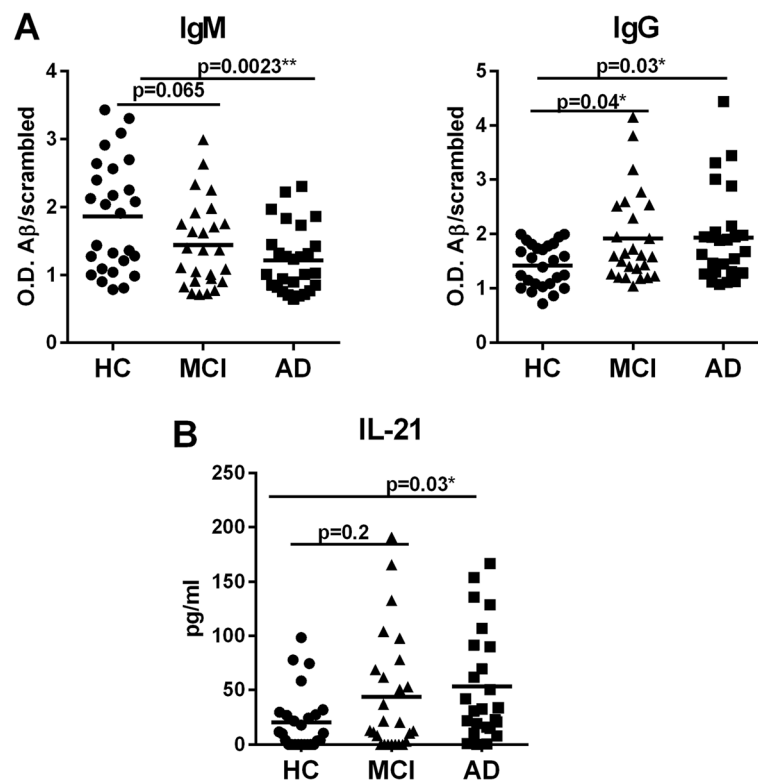 A
IgM
IgG
O.D. Aβ/scrambled
4
3
2
1
0
p=0.0023**
p=0.065
HC MCI AD
O.D. Aβ/scrambled
5
4
3
2
1
0
p=0.03*
p=0.04*
HC MCI AD
B
IL-21
pg/ml
250
200
150
100
50
0
p=0.03*
p=0.2
HC MCI AD